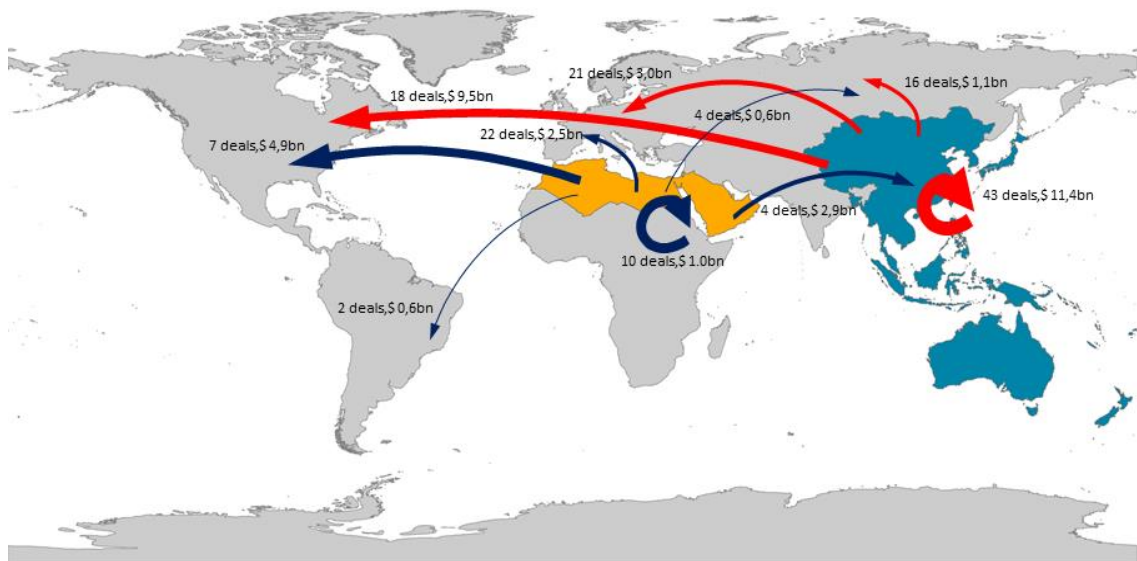 21 deals,$ 3,0bn
16 deals,$ 1,1bn
18 deals,$ 9,5bn
4 deals,$ 0,6bn
22 deals,$ 2,5bn
7 deals,$ 4,9bn
43 deals,$ 11,4bn
4 deals,$ 2,9bn
10 deals,$ 1.0bn
2 deals,$ 0,6bn